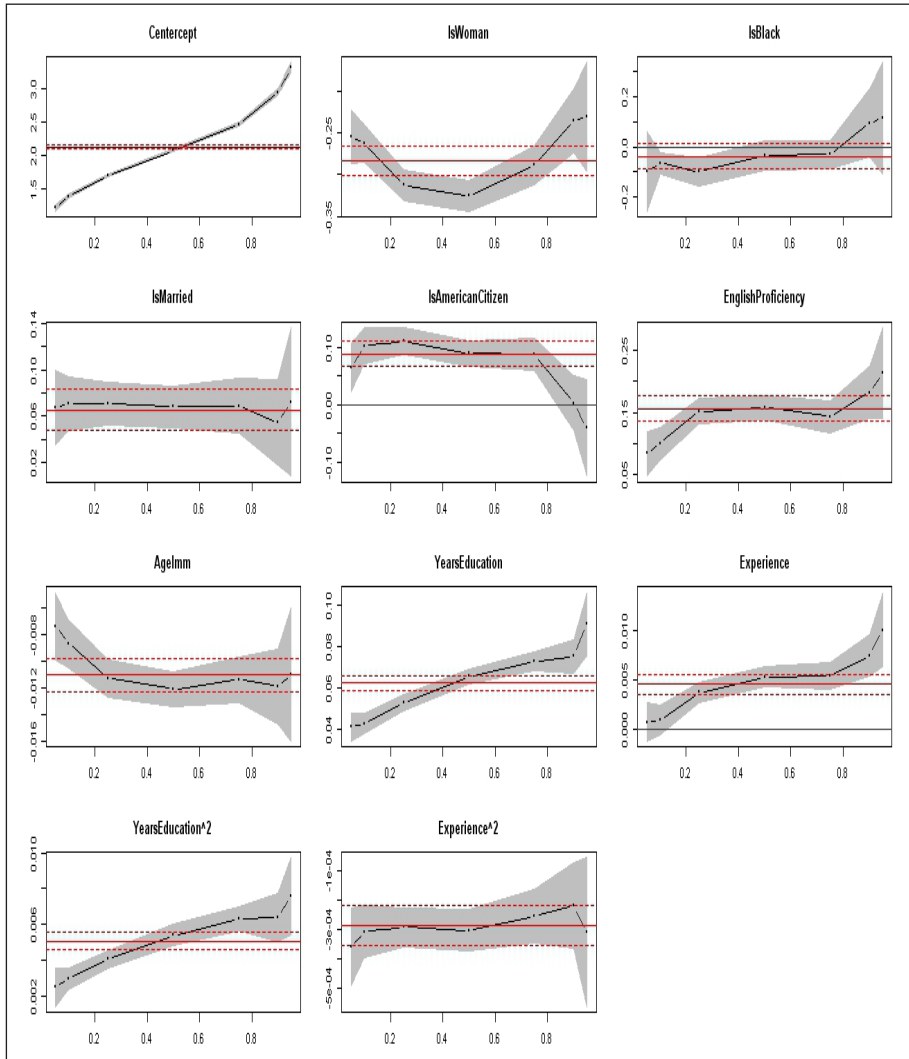 Centercept
IsWoman
IsBlack
3.0
2.5
2.0
1.5
-0.25
-0.35
0.2
0.0
-0.2
0.2 0.4 0.6 0.8
0.2 0.4 0.6 0.8
0.2 0.4 0.6 0.8
IsMarried
IsAmericanCitizen
EnglishProficiency
0.14
0.10
0.06
0.02
0.10
0.00
-0.10
0.25
0.15
0.05
0.2 0.4 0.6 0.8
0.2 0.4 0.6 0.8
0.2 0.4 0.6 0.8
AgeImm
YearsEducation
Experience
-0.008
-0.012
-0.016
0.10
0.08
0.06
0.04
0.010
0.005
0.000
0.2 0.4 0.6 0.8
0.2 0.4 0.6 0.8
0.2 0.4 0.6 0.8
YearsEducation^2
Experience^2
0.010
0.006
0.002
-1e-04
-3e-04
-5e-04
0.2 0.4 0.6 0.8
0.2 0.4 0.6 0.8